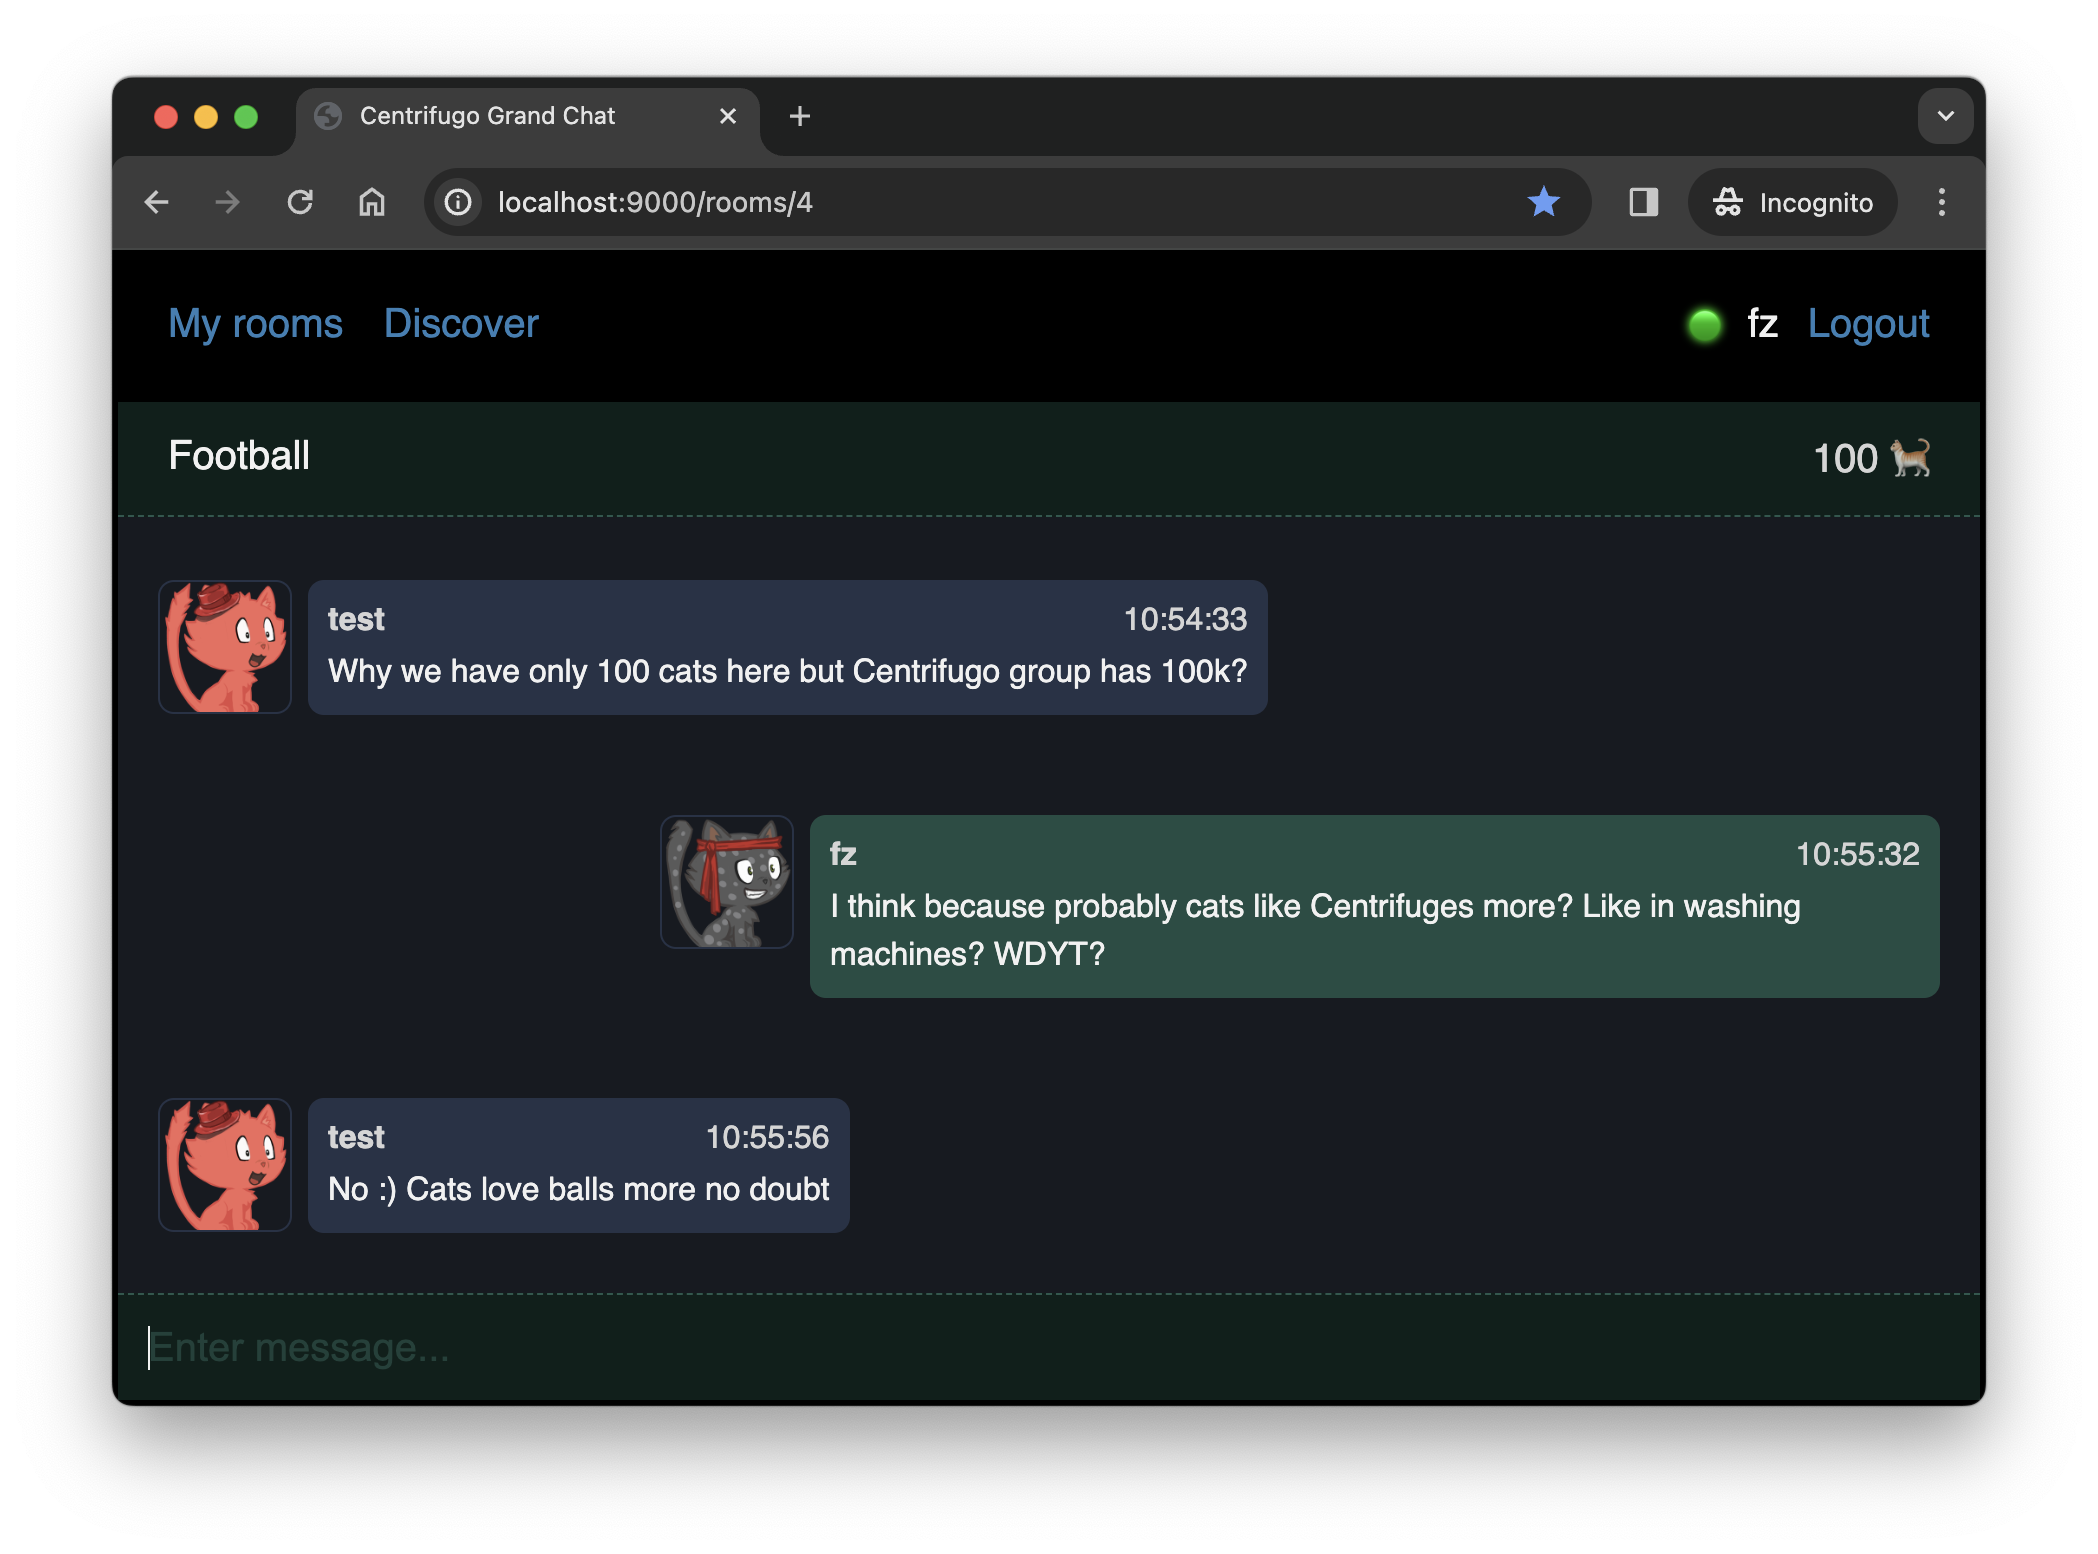 Centrifugo Grand Chat
localhost:9000/rooms/4
Incognito
My rooms Discover
fz Logout
Football
100
test 10:54:33
Why we have only 100 cats here but Centrifugo group has 100k?
fz 10:55:32
I think because probably cats like Centrifuges more? Like in washing
machines? WDYT?
test 10:55:56
No :) Cats love balls more no doubt
Enter message...